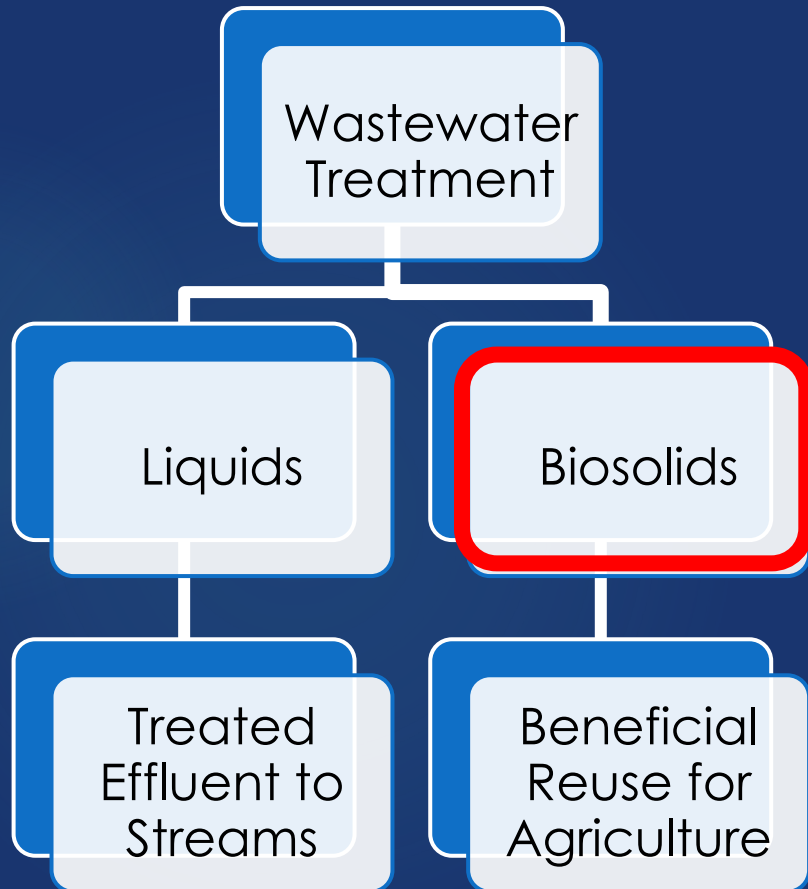 Wastewater
Treatment
Liquids
Biosolids
Treated
Effluent to
Streams
Beneficial
Reuse for
Agriculture